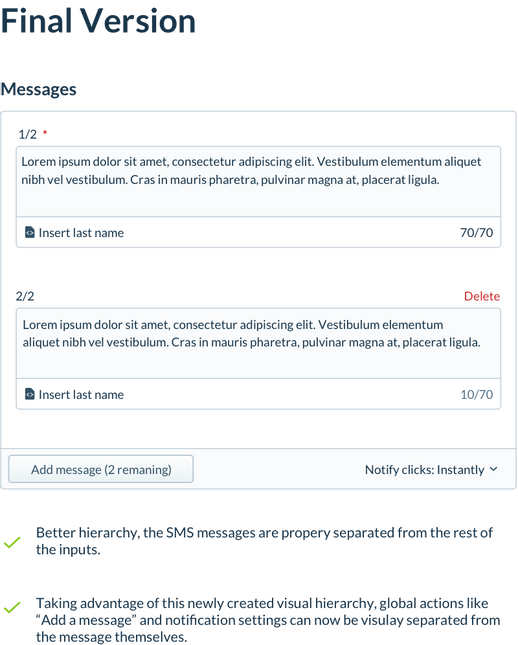 Final Version
Messages
1/2 *
Lorem ipsum dolor sit amet, consectetur adipiscing elit. Vestibulum elementum aliquet
nibh vel vestibulum. Cras in mauris pharetra, pulvinar magna at, placerat ligula.
Insert last name 70/70
2/2 Delete
Lorem ipsum dolor sit amet, consectetur adipiscing elit. Vestibulum elementum
aliquet nibh vel vestibulum. Cras in mauris pharetra, pulvinar magna at, placerat ligula.
Insert last name 10/70
Add message (2 remaning) Notify clicks: Instantly
Better hierarchy, the SMS messages are propery separated from the rest of
the inputs.
Taking advantage of this newly created visual hierarchy, global actions like
“Add a message” and notification settings can now be visulay separated from
the message themselves.